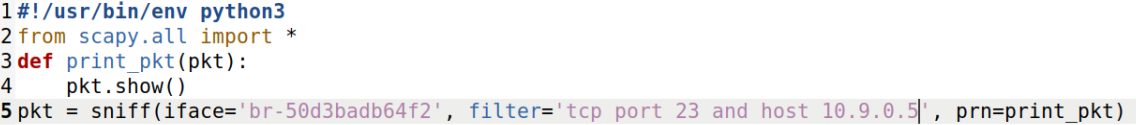 1 #!/usr/bin/env python3
2 from scapy.all import *
3 def print_pkt(pkt):
4     pkt.show()
5 pkt = sniff(iface='br-50d3badb64f2', filter='tcp port 23 and host 10.9.0.5', prn=print_pkt)